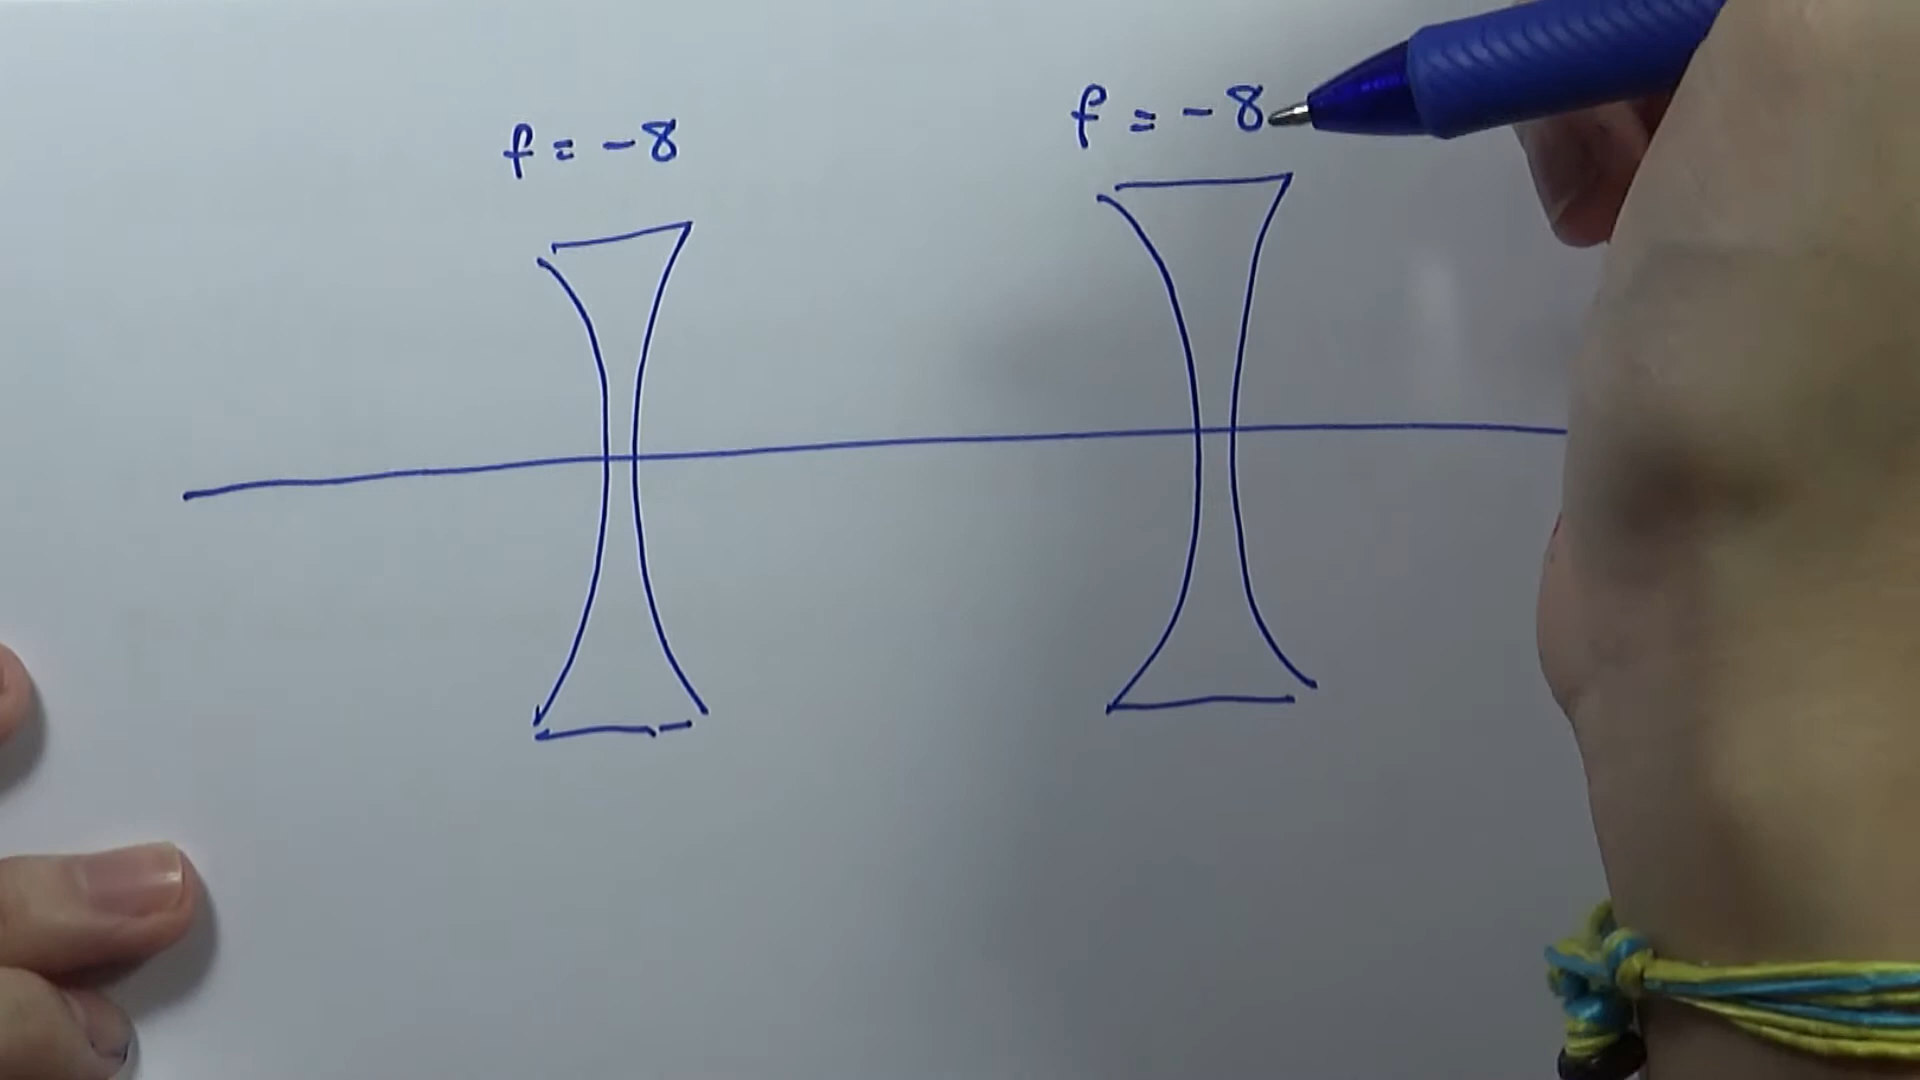 f = -8
f = -8